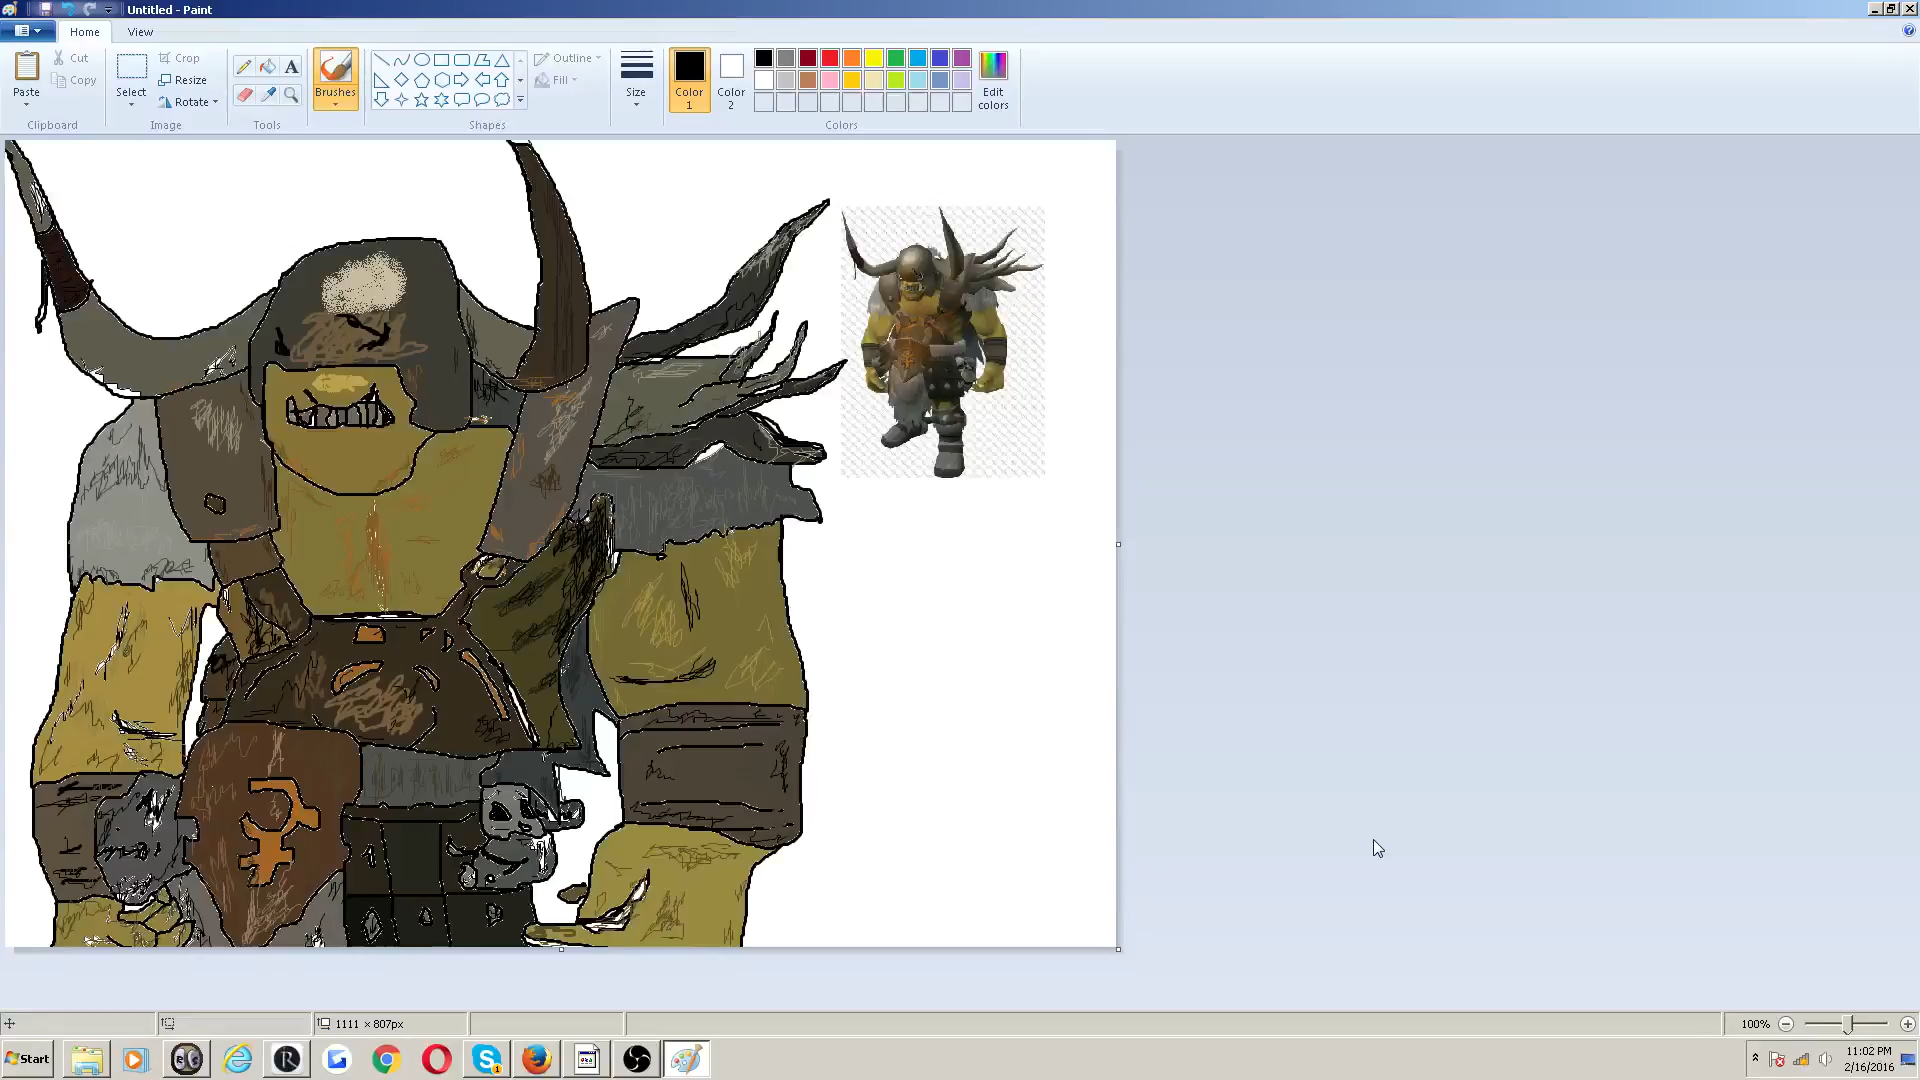 Untitled - Paint
Home View
Paste
Cut
Copy
Clipboard
Select
Crop
Resize
Rotate
Image
A
Tools
Brushes
Shapes
Outline
Fill
Size
Color 1
Color 2
Edit colors
Colors
1111 × 807px
100%
Start
11:02 PM
2/16/2016